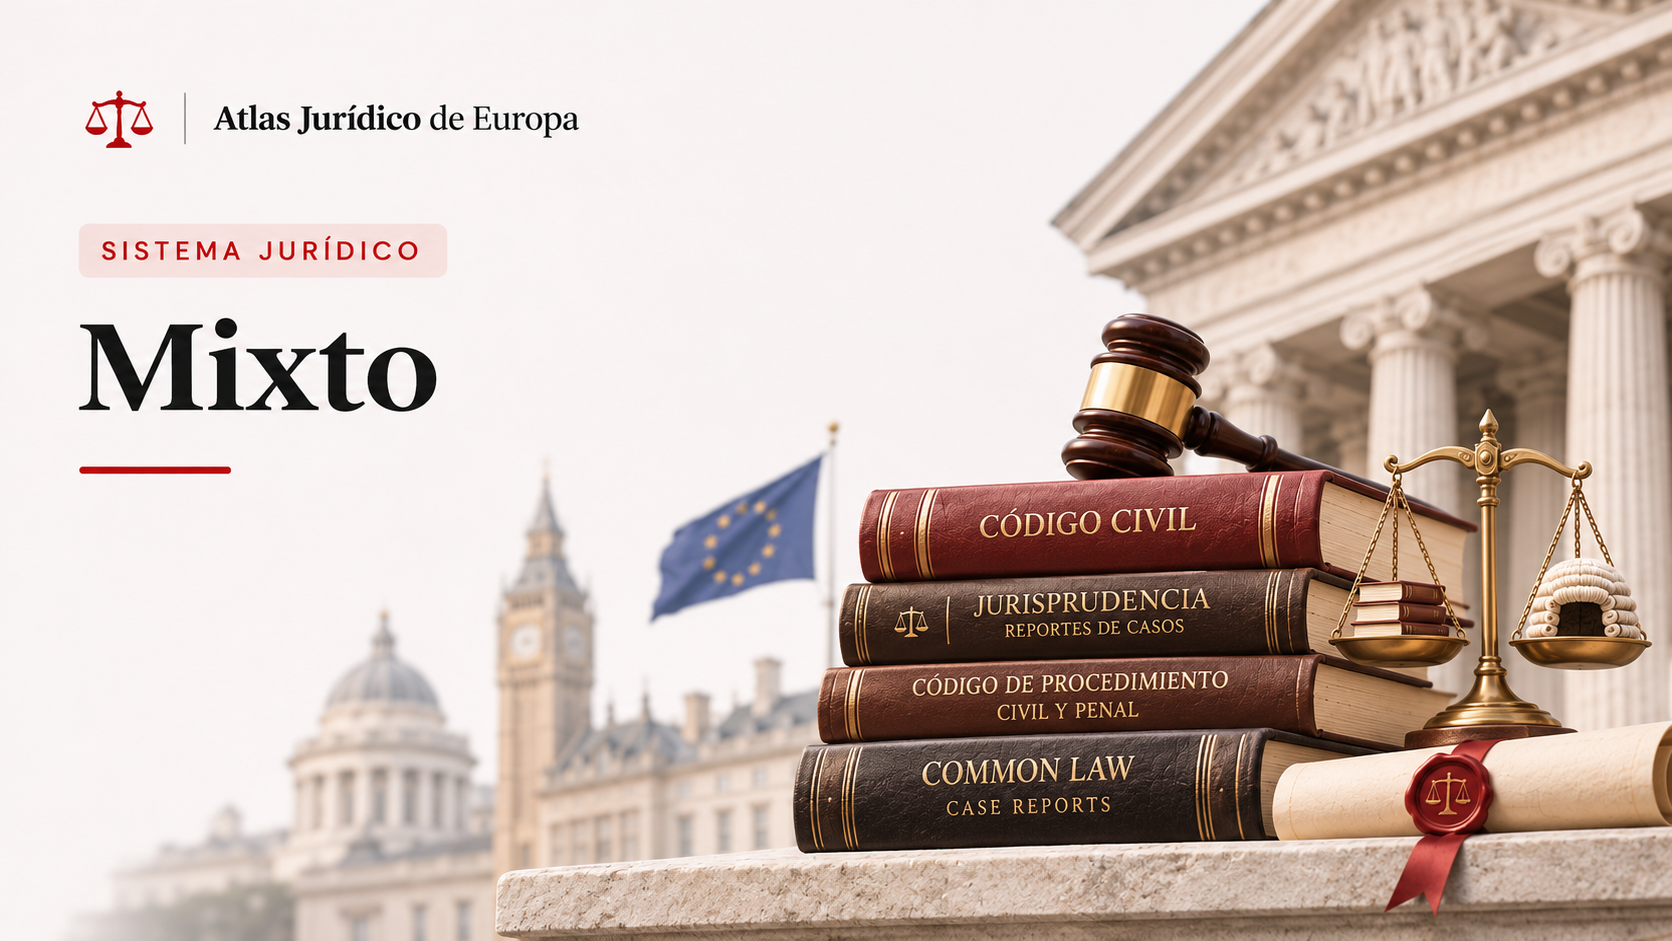 Atlas Jurídico de Europa
SISTEMA JURÍDICO
Mixto
CÓDIGO CIVIL
JURISPRUDENCIA
REPORTES DE CASOS
CÓDIGO DE PROCEDIMIENTO
CIVIL Y PENAL
COMMON LAW
CASE REPORTS